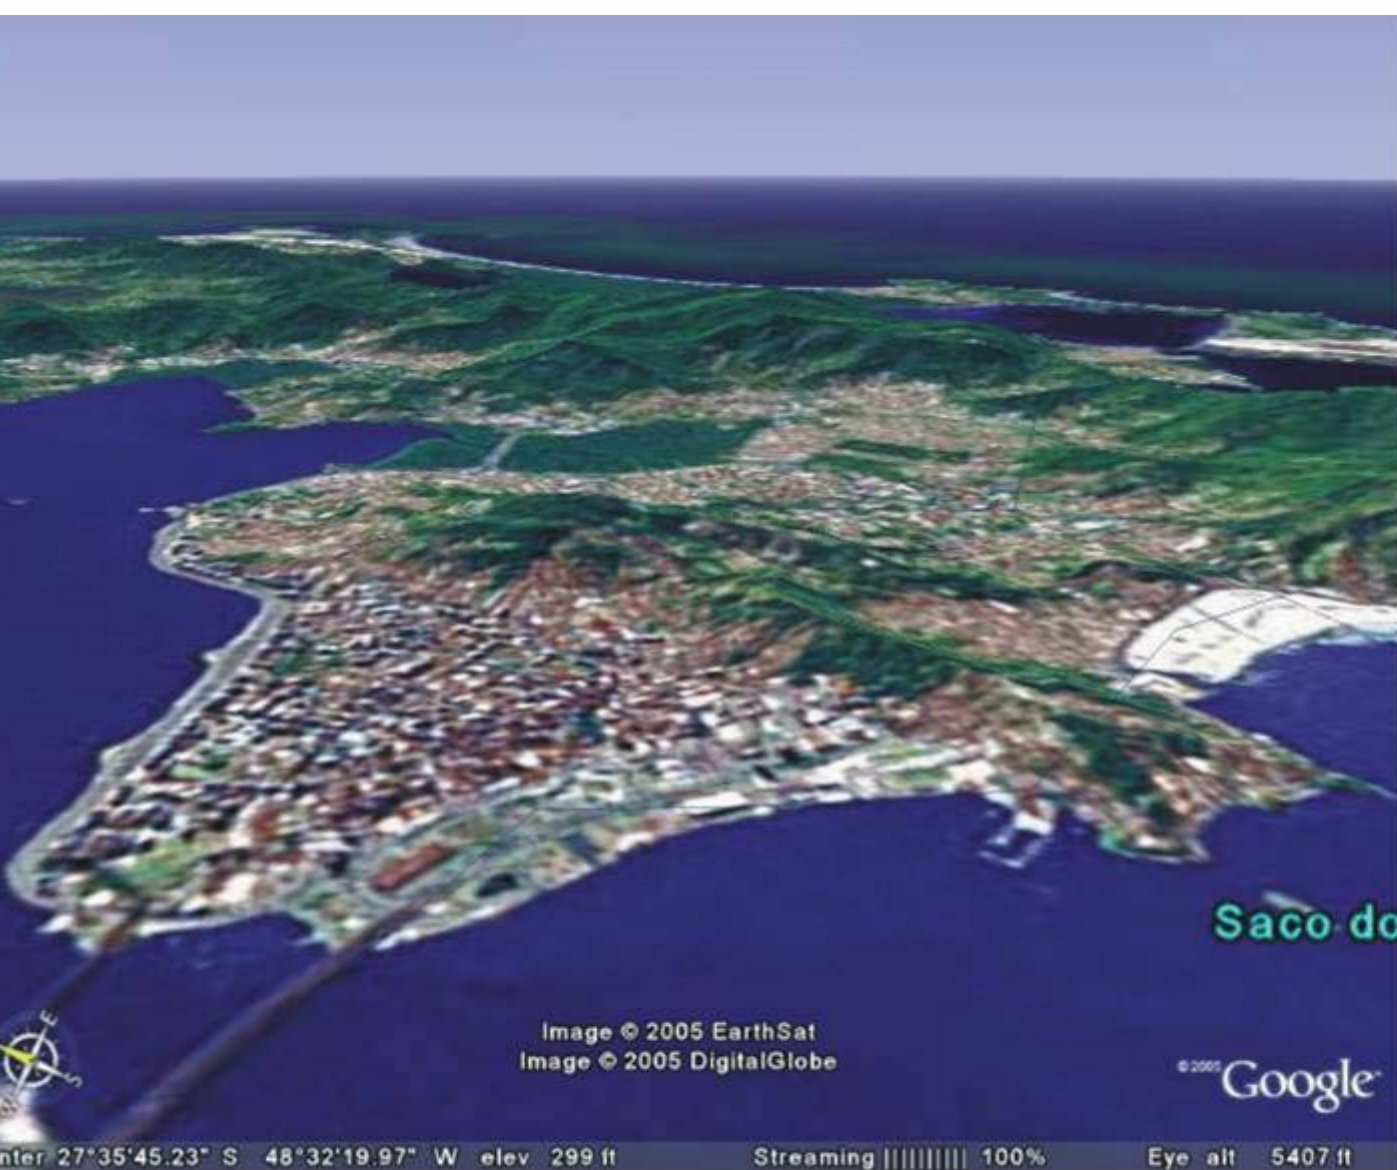 Saco do
E
S
Image © 2005 EarthSat
Image © 2005 DigitalGlobe
©2005 Google
nter 27°35'45.23" S 48°32'19.97" W elev 299 ft Streaming ||||||||| 100% Eye alt 5407 ft